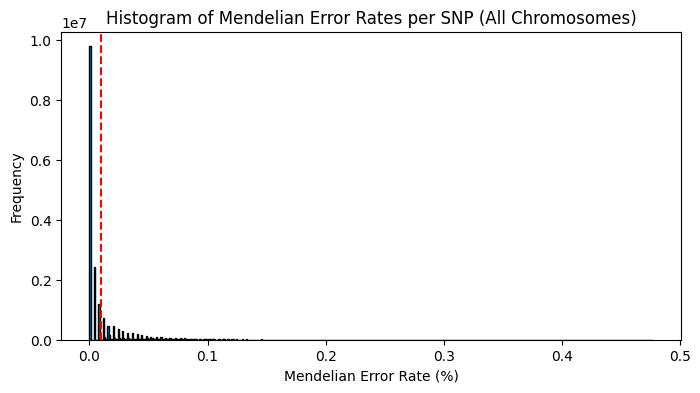 Histogram of Mendelian Error Rates per SNP (All Chromosomes)
1e7
1.0
0.8
0.6
0.4
0.2
0.0
Frequency
0.0 0.1 0.2 0.3 0.4 0.5
Mendelian Error Rate (%)